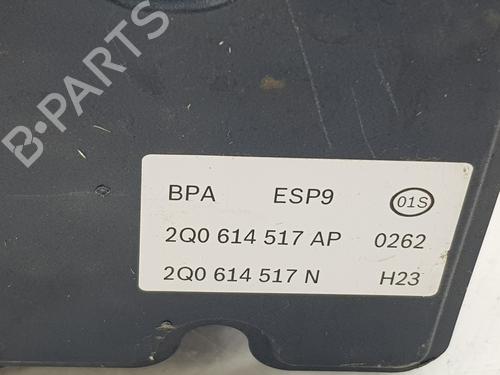 B-PARTS
BPA ESP9 01S
2Q0 614 517 AP 0262
2Q0 614 517 N H23